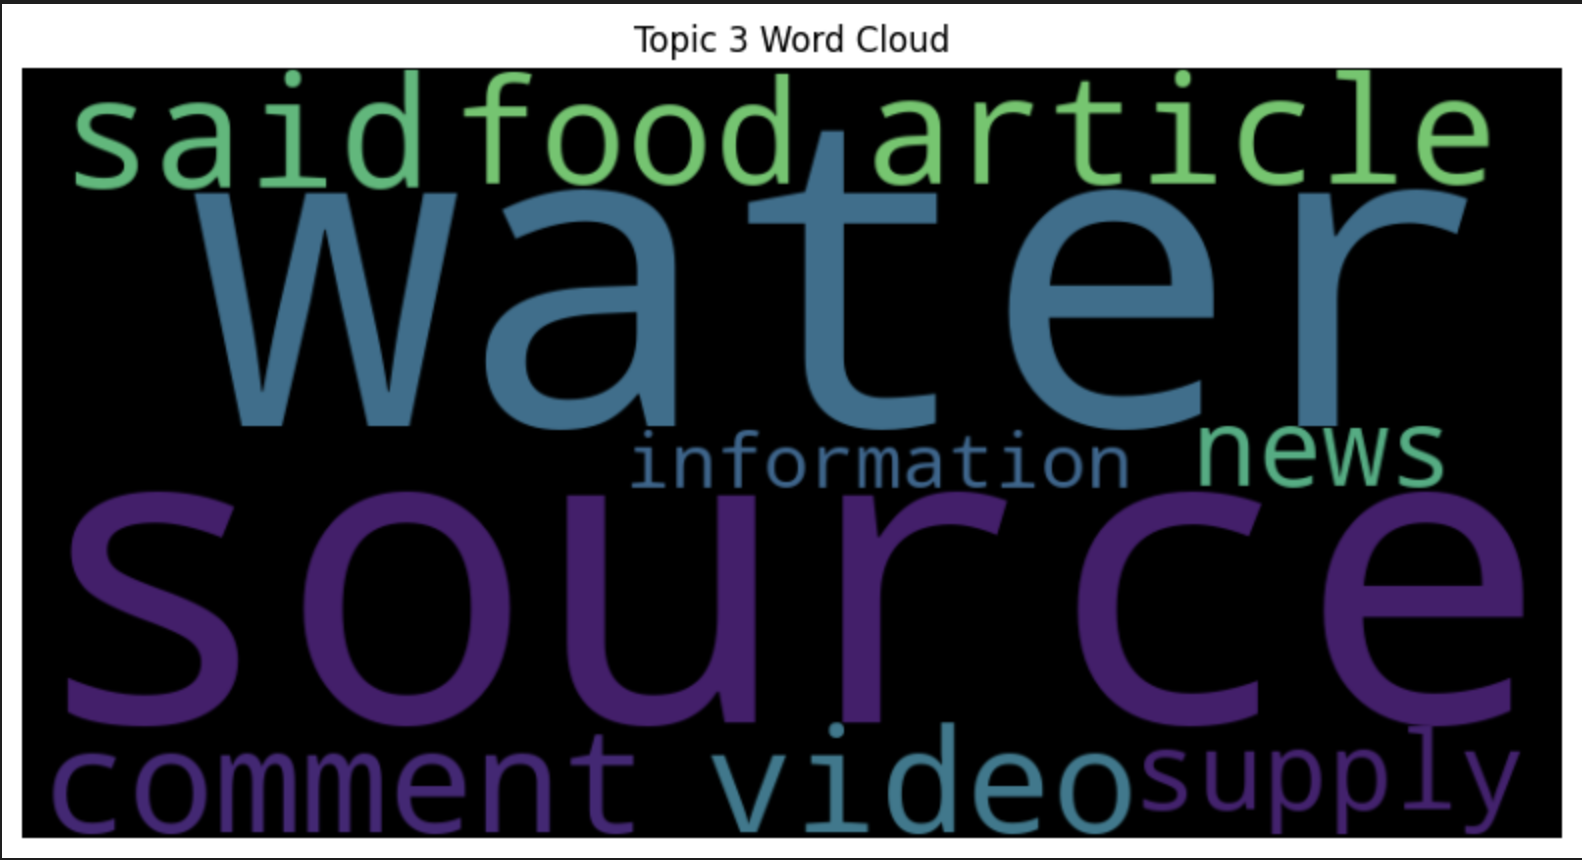 Topic 3 Word Cloud
said food article
Water
information news
source
comment video supply